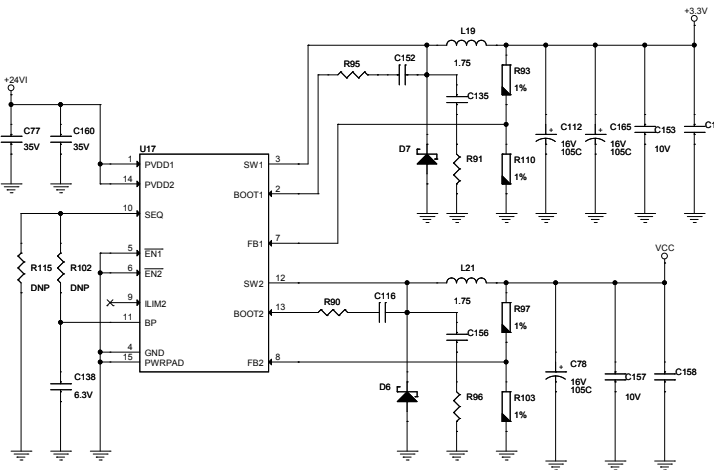 +3.3V
L19
1.75
R95
C152
R93
1%
C135
+24VI
C77
35V
C160
35V
U17
C112
16V
105C
C165
16V
105C
C153
10V
C1
1
PVDD1
SW1
3
D7
R91
R110
1%
14
PVDD2
BOOT1
2
10
SEQ
FB1
7
R115
DNP
R102
DNP
5
EN1
6
EN2
SW2
12
L21
1.75
VCC
9
ILIM2
BOOT2
13
R90
C116
R97
1%
11
BP
C156
4
GND
15
PWRPAD
FB2
8
C138
6.3V
D6
R96
R103
1%
C78
16V
105C
C157
10V
C158